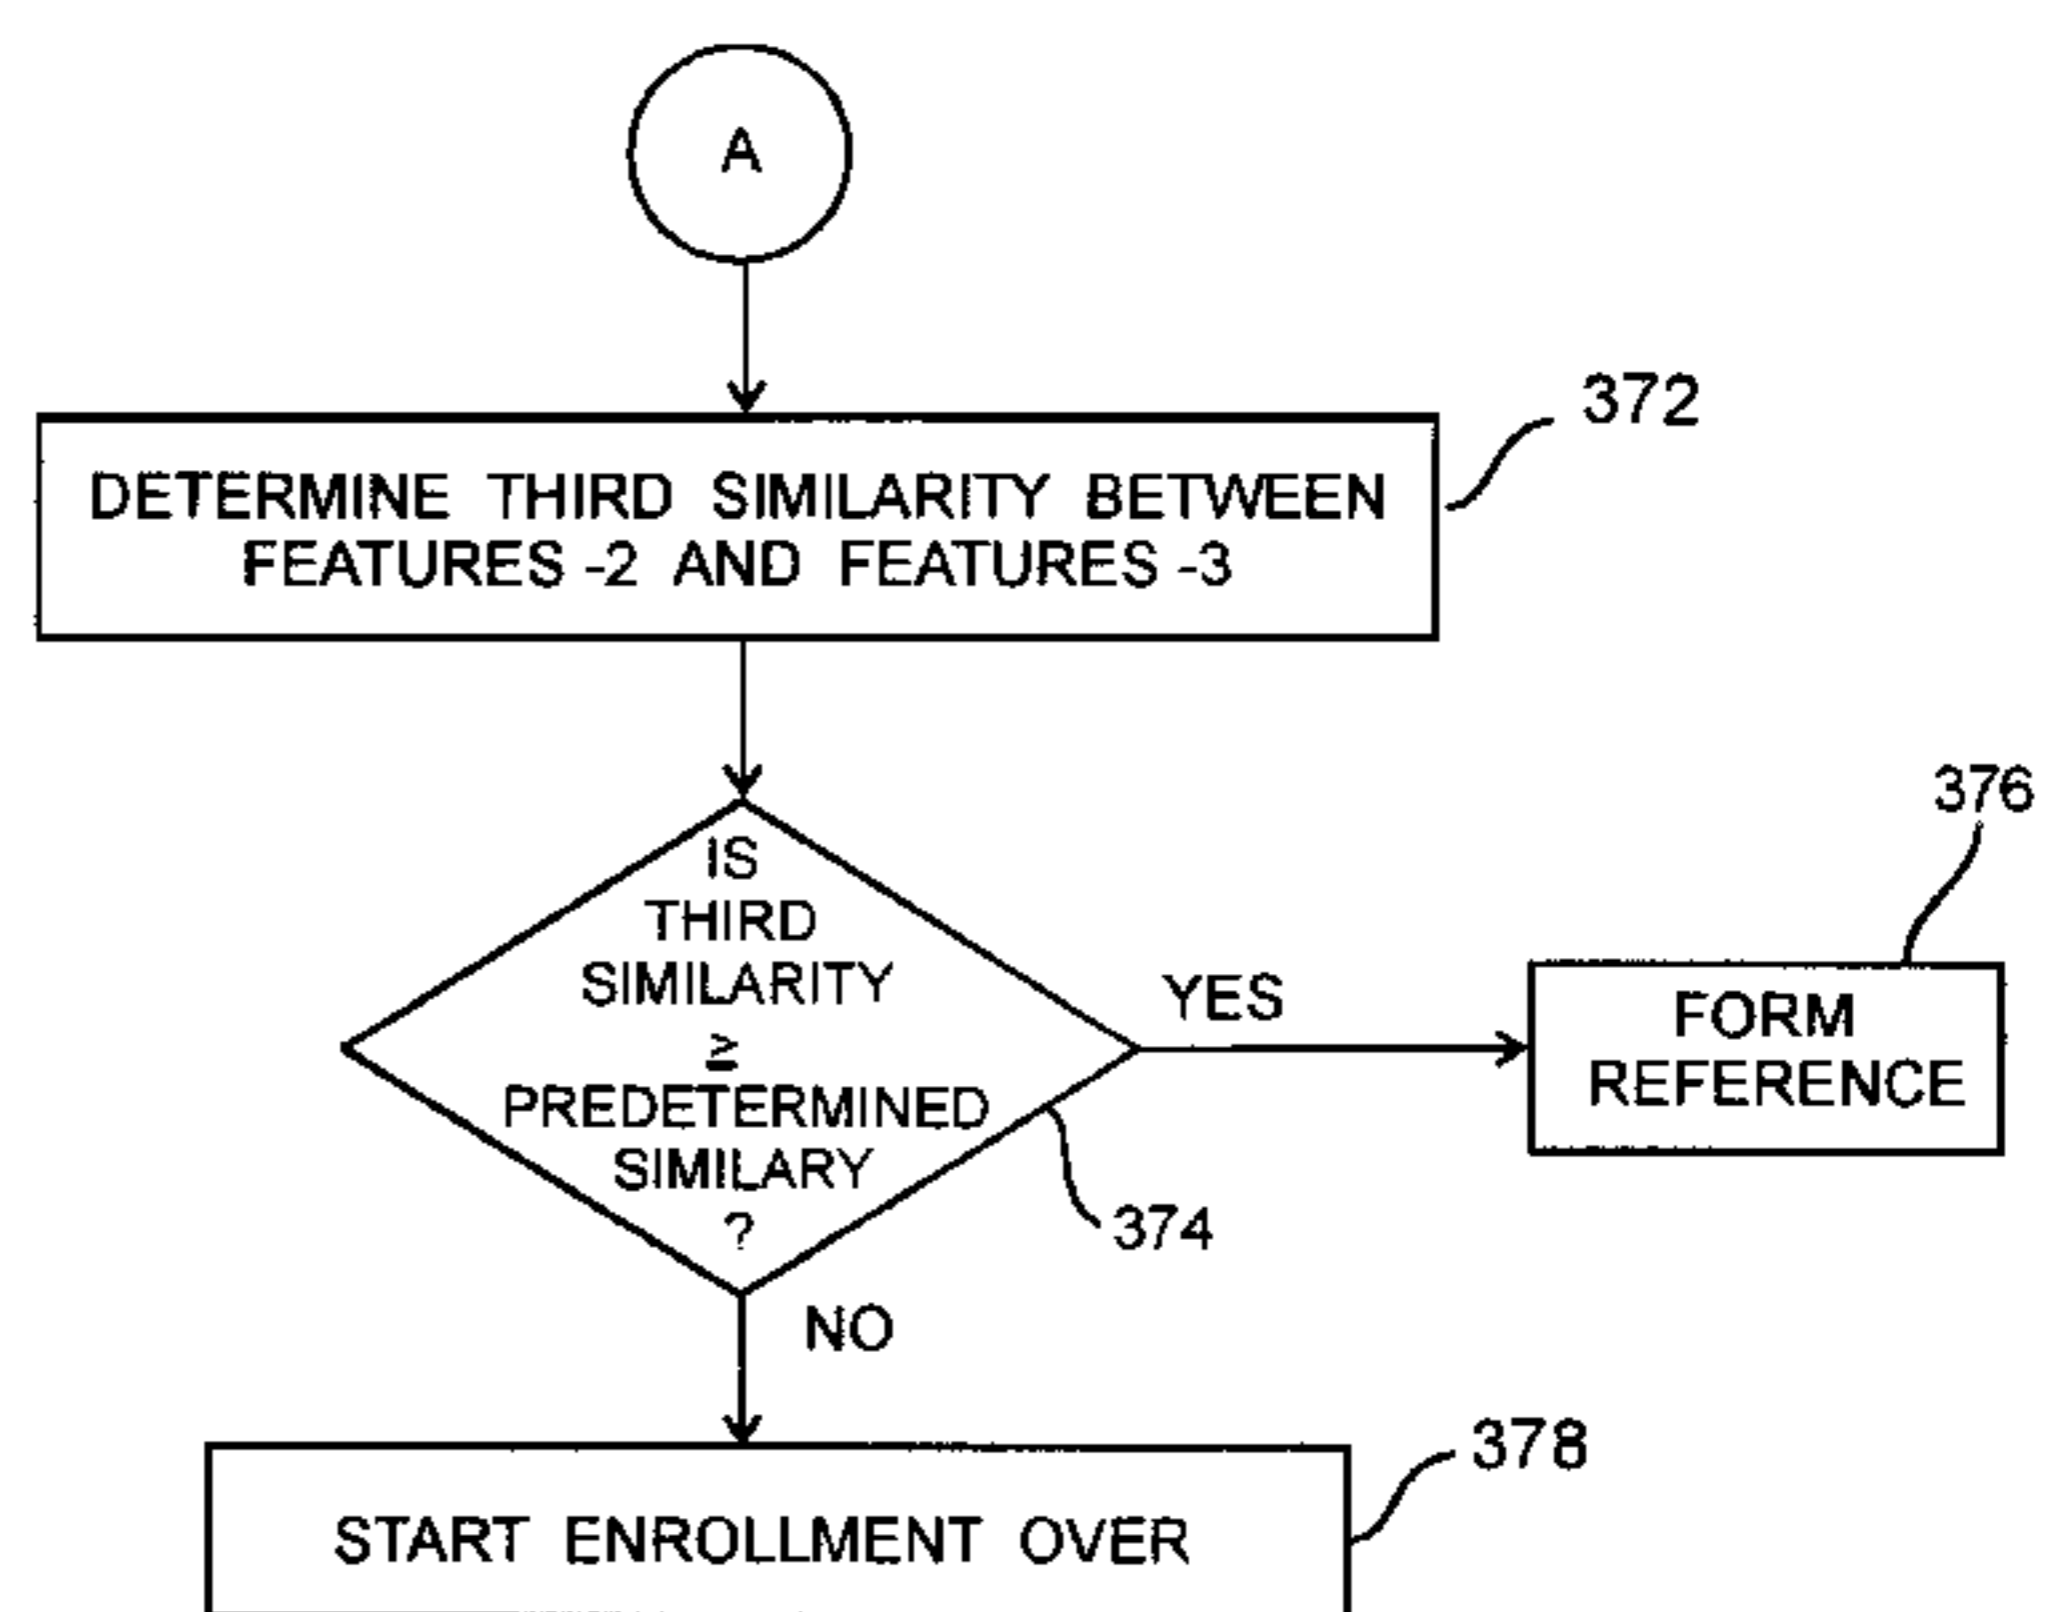 A
372
DETERMINE THIRD SIMILARITY BETWEEN
FEATURES -2 AND FEATURES -3
376
IS
THIRD
SIMILARITY
≥
PREDETERMINED
SIMILARY
?
YES
FORM
REFERENCE
374
NO
378
START ENROLLMENT OVER